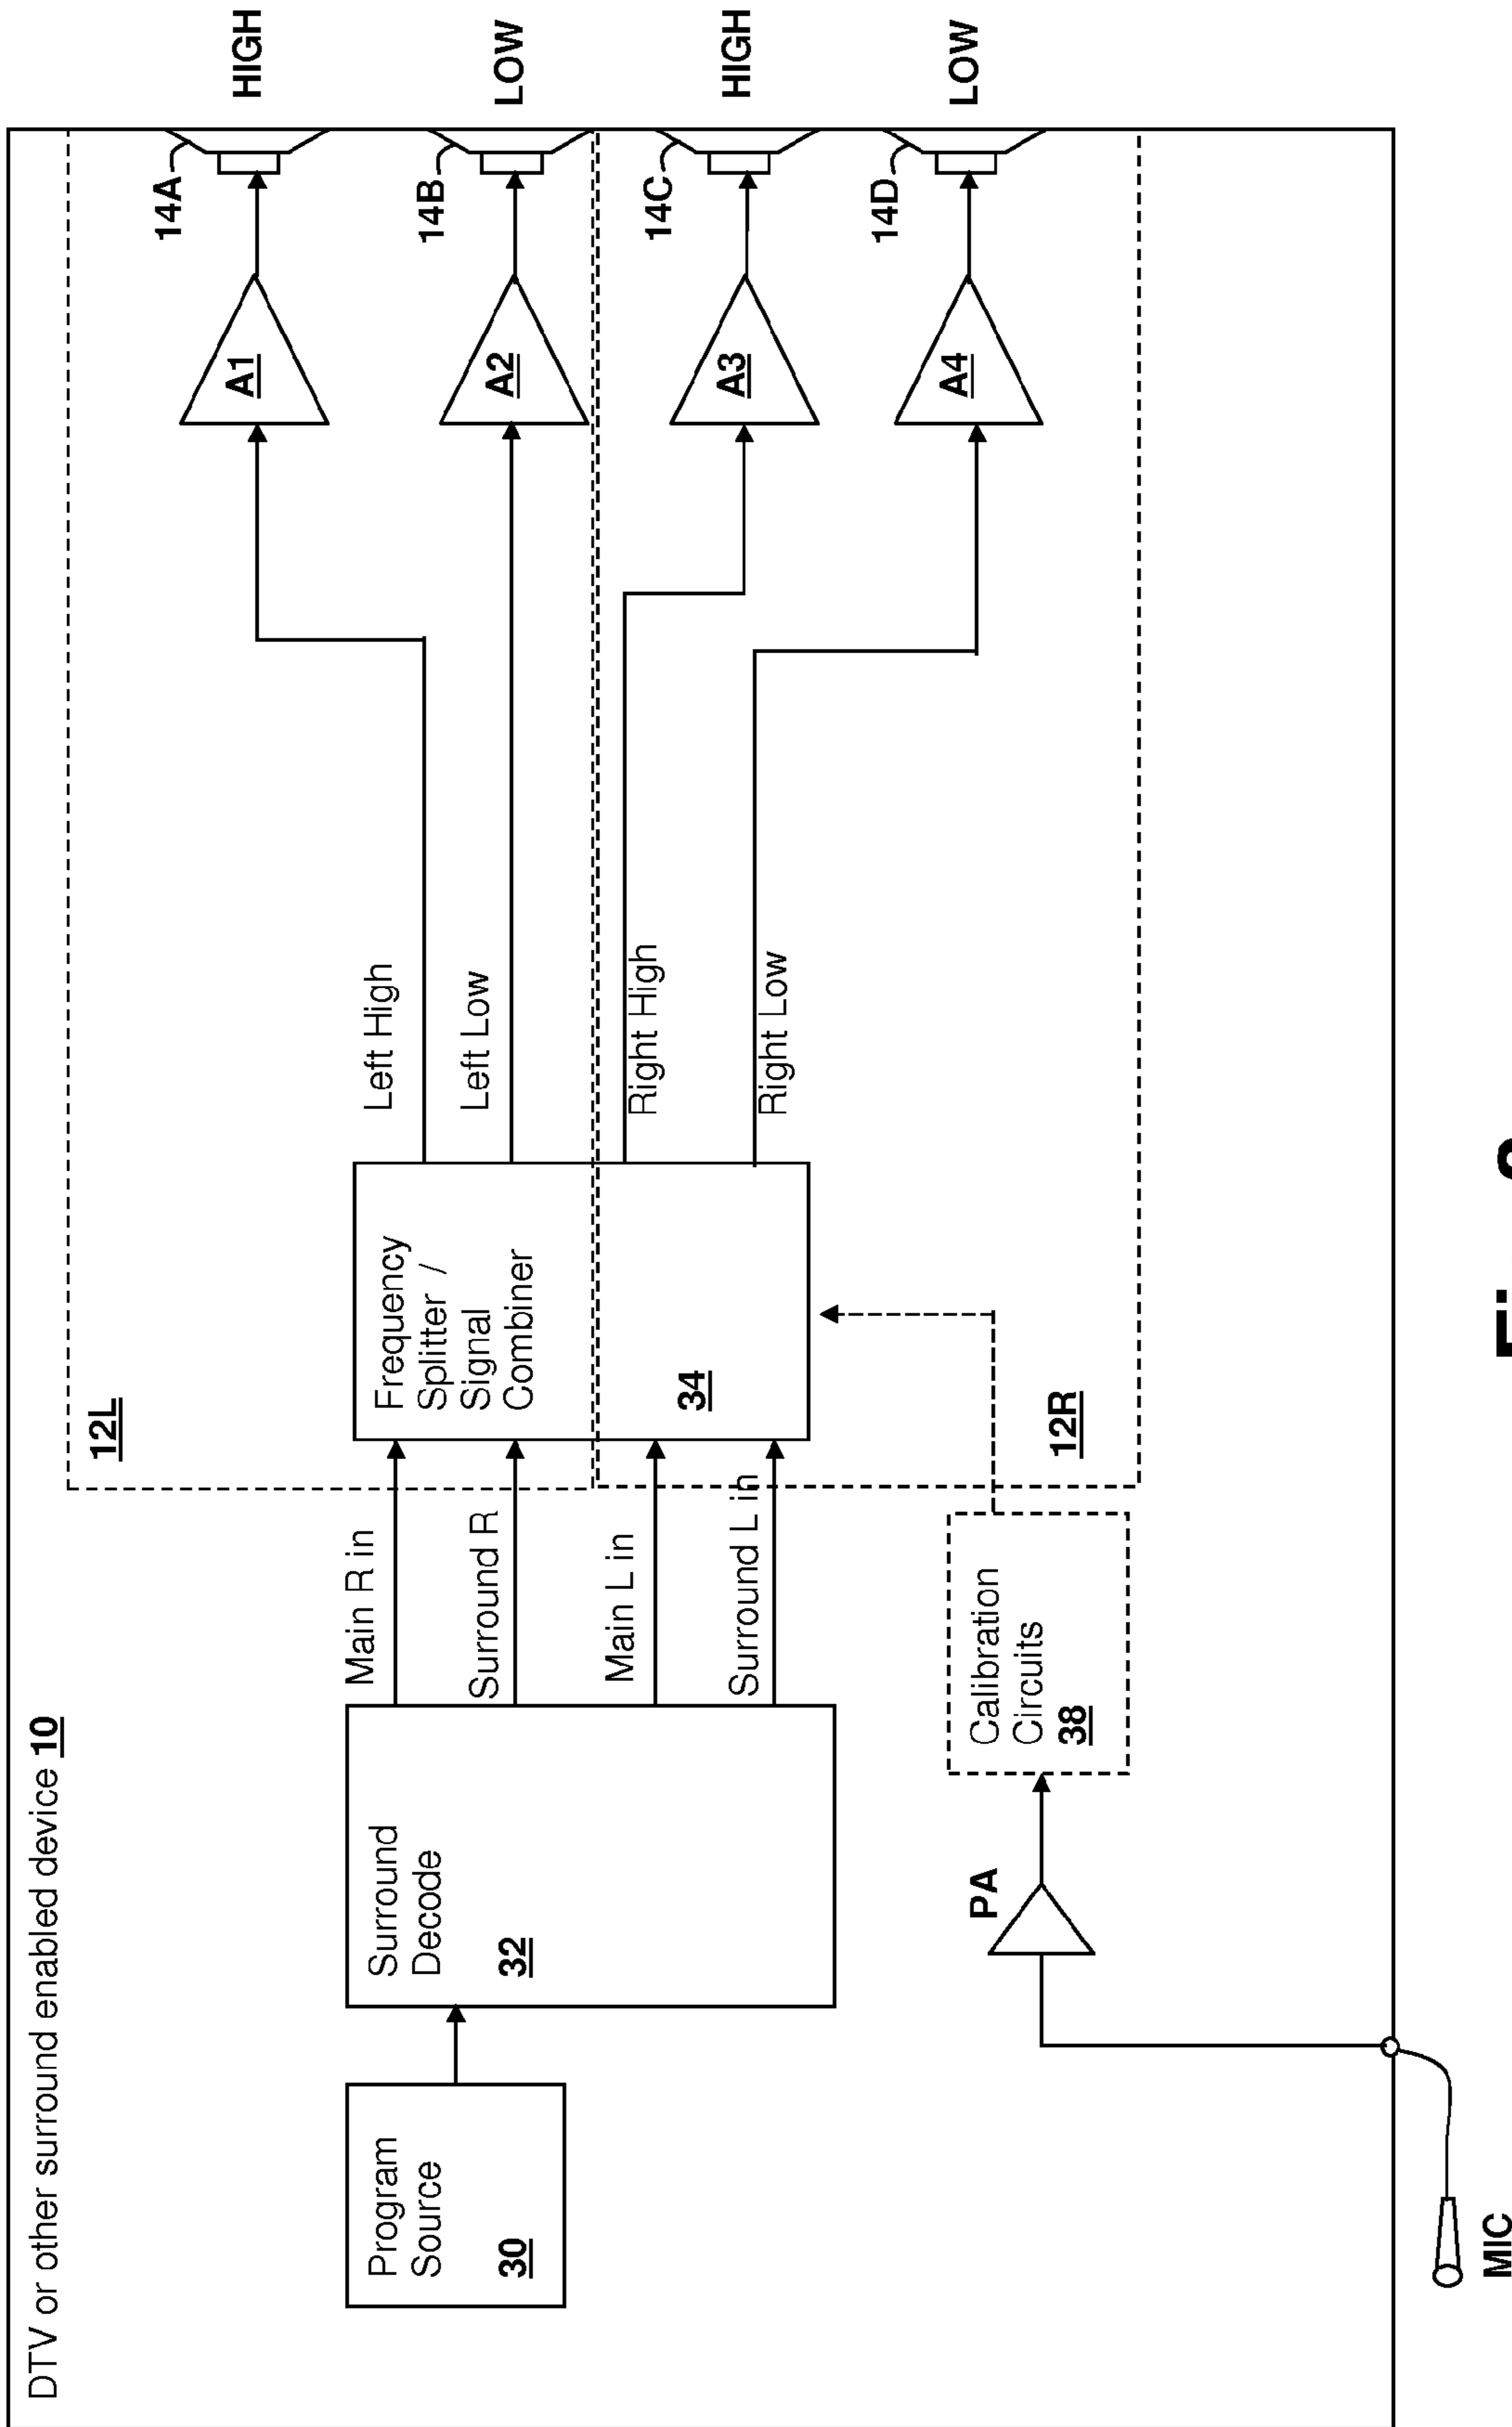 DTV or other surround enabled device 10
Program
Source
30
Surround
Decode
32
Main R in
Surround R
Main L in
Surround L in
12L
Frequency
Splitter /
Signal
Combiner
34
12R
Left High
Left Low
Right High
Right Low
A1
A2
A3
A4
14A
14B
14C
14D
HIGH
LOW
HIGH
LOW
PA
Calibration
Circuits
38
MIC